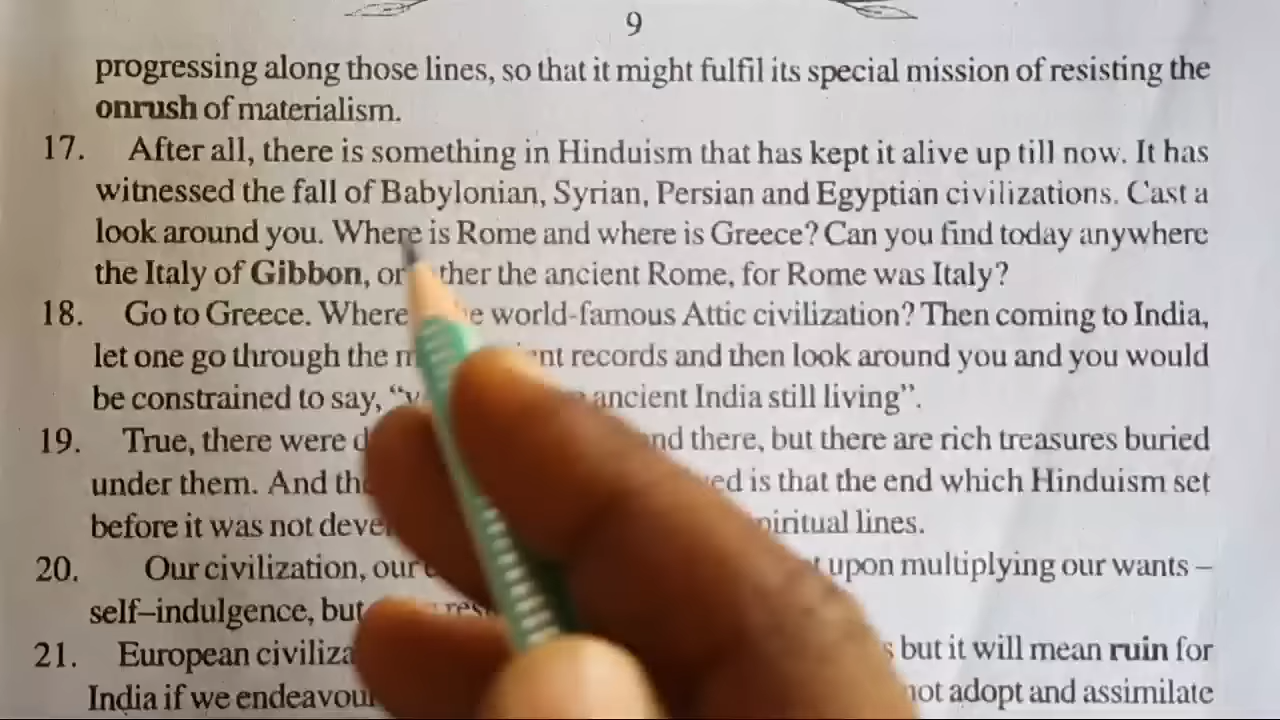 9
progressing along those lines, so that it might fulfil its special mission of resisting the
onrush of materialism.
17. After all, there is something in Hinduism that has kept it alive up till now. It has
witnessed the fall of Babylonian, Syrian, Persian and Egyptian civilizations. Cast a
look around you. Where is Rome and where is Greece? Can you find today anywhere
the Italy of Gibbon, or ther the ancient Rome, for Rome was Italy?
18. Go to Greece. Where world-famous Attic civilization? Then coming to India,
let one go through the records and then look around you and you would
be constrained to say, ancient India still living”.
19. True, there were and there, but there are rich treasures buried
under them. And is that the end which Hinduism set
before it was not lines.
20. Our civilization, our upon multiplying our wants –
self–indulgence, but
21. European but it will mean ruin for
India if we not adopt and assimilate